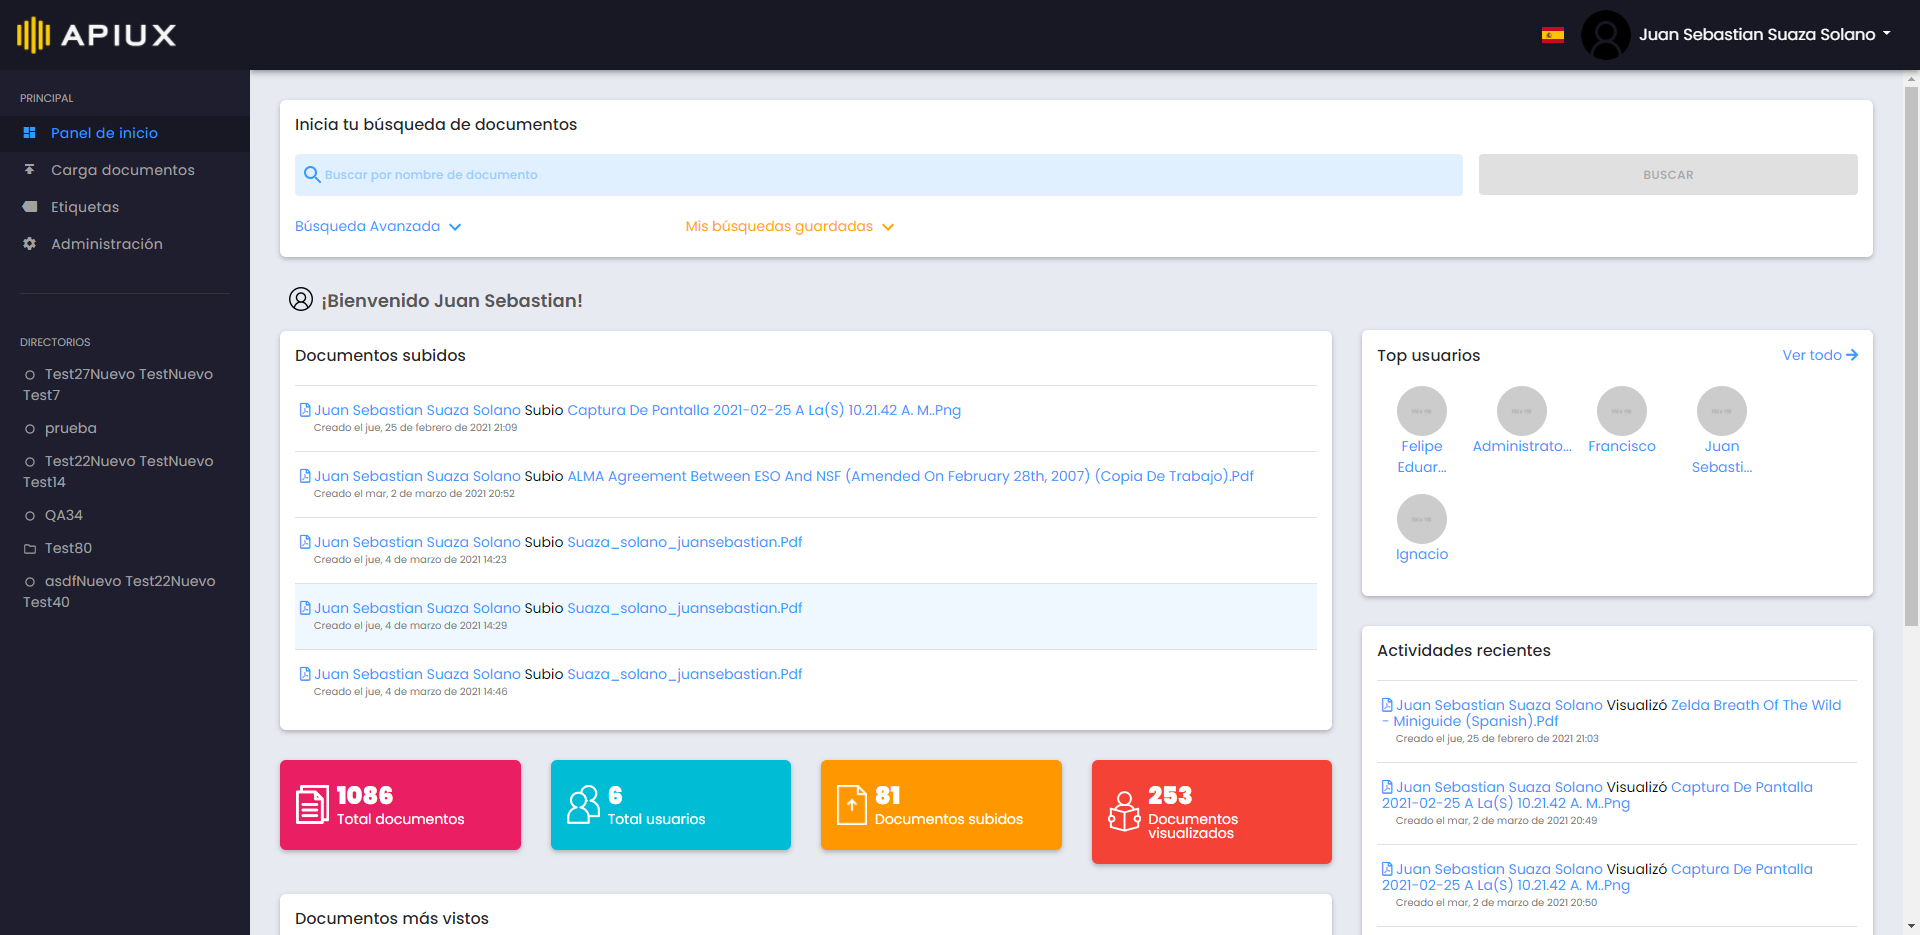 APIUX
Juan Sebastian Suaza Solano
PRINCIPAL
Panel de inicio
Carga documentos
Etiquetas
Administración
DIRECTORIOS
Test27Nuevo TestNuevo
Test7
prueba
Test22Nuevo TestNuevo
Test14
QA34
Test80
asdfNuevo Test22Nuevo
Test40
Inicia tu búsqueda de documentos
Buscar por nombre de documento
BUSCAR
Búsqueda Avanzada
Mis búsquedas guardadas
¡Bienvenido Juan Sebastian!
Documentos subidos
Juan Sebastian Suaza Solano Subio Captura De Pantalla 2021-02-25 A La(S) 10.21.42 A. M..Png
Creado el jue, 25 de febrero de 2021 21:09
Juan Sebastian Suaza Solano Subio ALMA Agreement Between ESO And NSF (Amended On February 28th, 2007) (Copia De Trabajo).Pdf
Creado el mar, 2 de marzo de 2021 20:52
Juan Sebastian Suaza Solano Subio Suaza_solano_juansebastian.Pdf
Creado el jue, 4 de marzo de 2021 14:23
Juan Sebastian Suaza Solano Subio Suaza_solano_juansebastian.Pdf
Creado el jue, 4 de marzo de 2021 14:29
Juan Sebastian Suaza Solano Subio Suaza_solano_juansebastian.Pdf
Creado el jue, 4 de marzo de 2021 14:46
1086
Total documentos
6
Total usuarios
81
Documentos subidos
253
Documentos
visualizados
Documentos más vistos
Top usuarios
Ver todo
Felipe
Eduar...
Administrato...
Francisco
Juan
Sebasti...
Ignacio
Actividades recientes
Juan Sebastian Suaza Solano Visualizó Zelda Breath Of The Wild
- Miniguide (Spanish).Pdf
Creado el jue, 25 de febrero de 2021 21:03
Juan Sebastian Suaza Solano Visualizó Captura De Pantalla
2021-02-25 A La(S) 10.21.42 A. M..Png
Creado el mar, 2 de marzo de 2021 20:49
Juan Sebastian Suaza Solano Visualizó Captura De Pantalla
2021-02-25 A La(S) 10.21.42 A. M..Png
Creado el mar, 2 de marzo de 2021 20:50